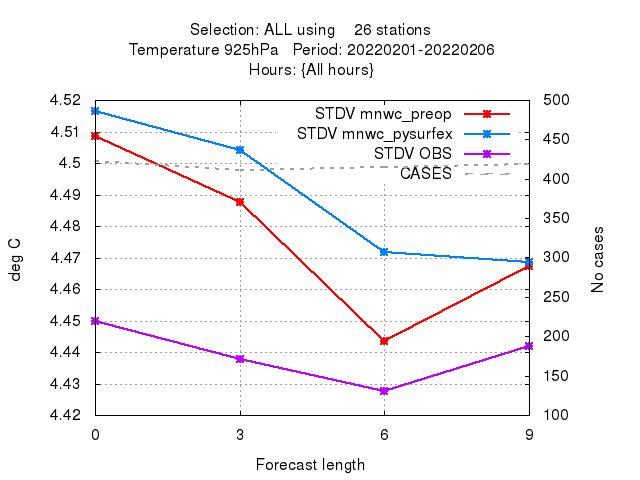 Selection: ALL using    26 stations
Temperature 925hPa   Period: 20220201-20220206
Hours: {All hours}
STDV mnwc_preop
STDV mnwc_pysurfex
STDV OBS
CASES
4.52
4.51
4.5
4.49
4.48
4.47
4.46
4.45
4.44
4.43
4.42
500
450
400
350
300
250
200
150
100
deg C
No cases
0 3 6 9
Forecast length